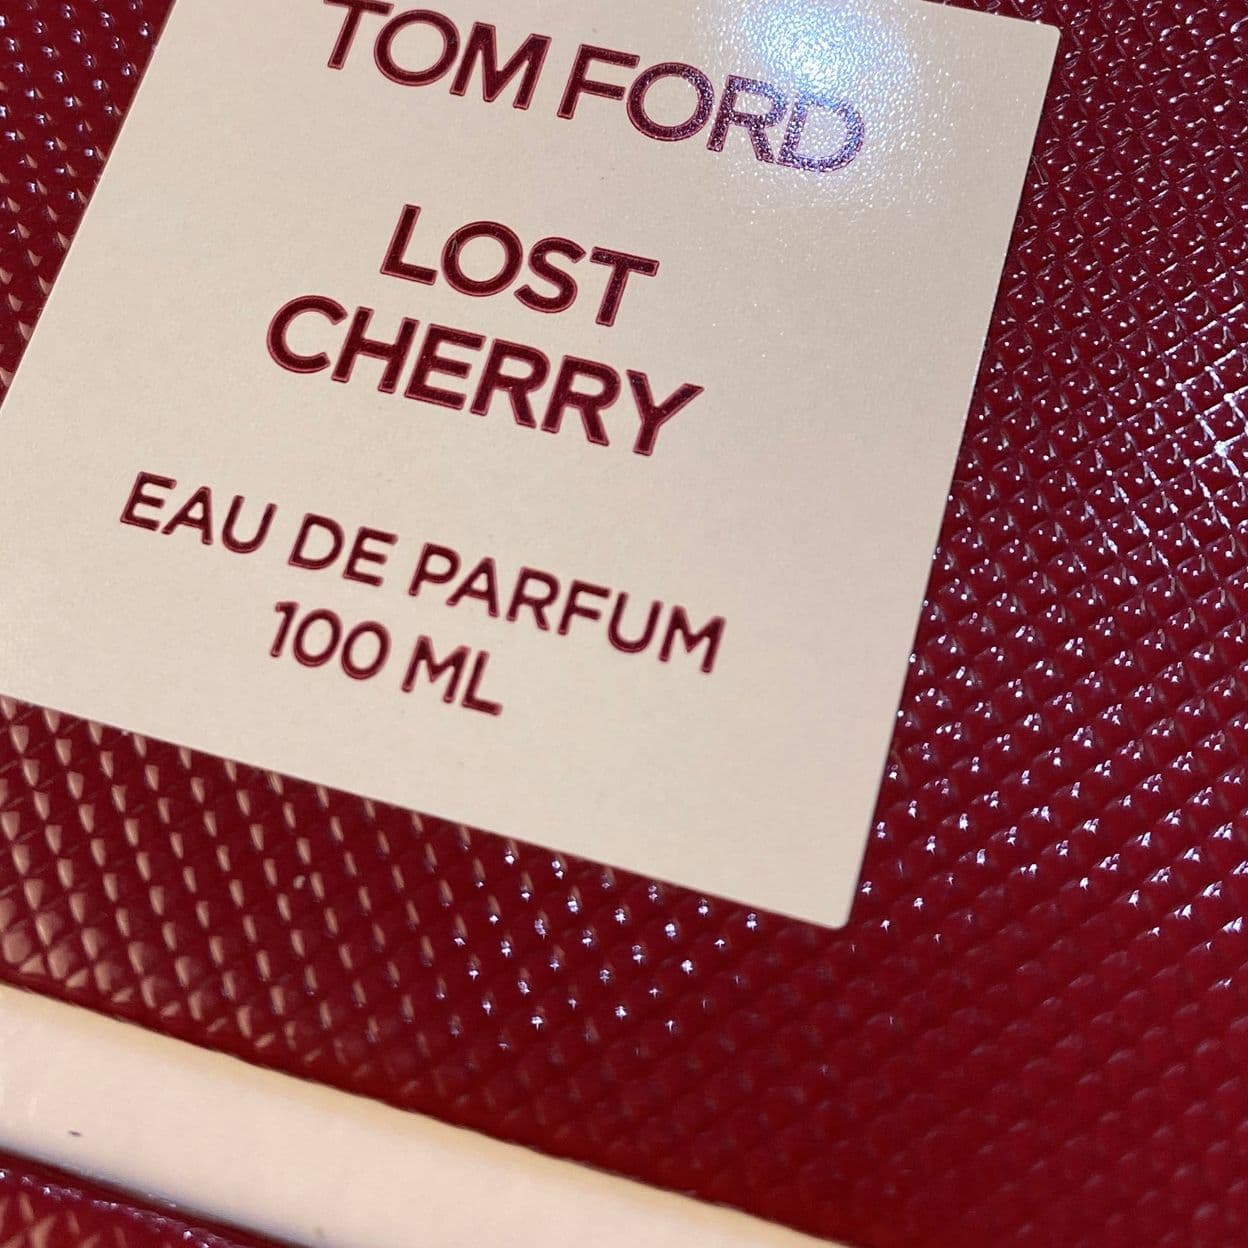 TOM FORD
LOST
CHERRY
EAU DE PARFUM
100 ML